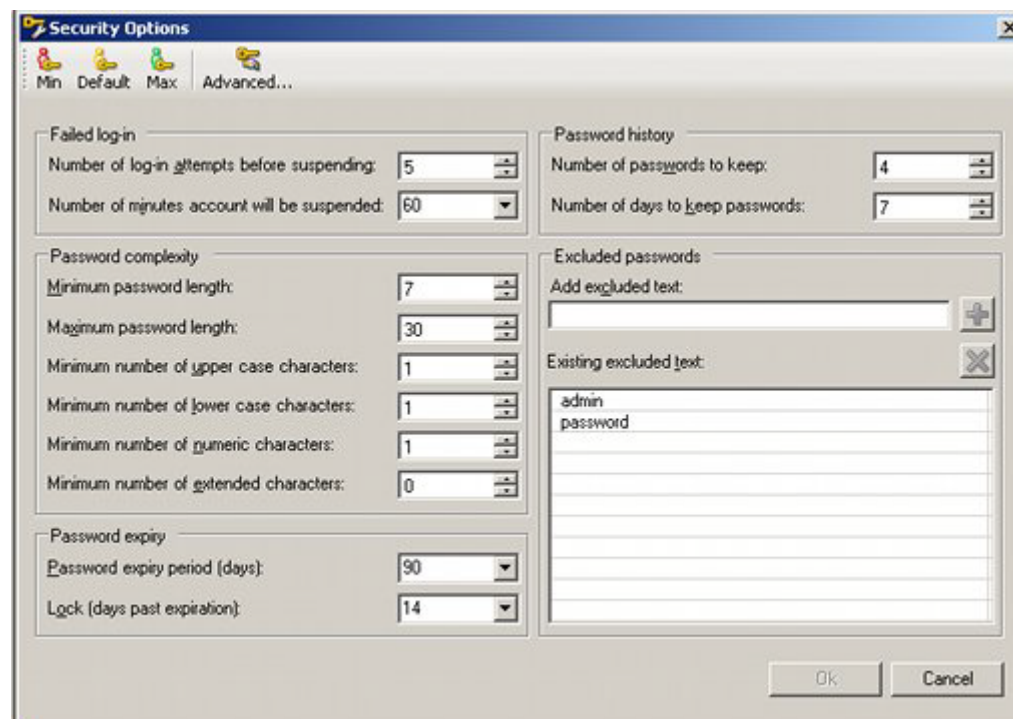 Security Options
Min Default Max Advanced...
Failed log-in
Number of log-in attempts before suspending: 5
Number of minutes account will be suspended: 60
Password history
Number of passwords to keep: 4
Number of days to keep passwords: 7
Password complexity
Minimum password length: 7
Maximum password length: 30
Minimum number of upper case characters: 1
Minimum number of lower case characters: 1
Minimum number of numeric characters: 1
Minimum number of extended characters: 0
Excluded passwords
Add excluded text:
Existing excluded text:
admin
password
Password expiry
Password expiry period (days): 90
Lock (days past expiration): 14
Ok Cancel